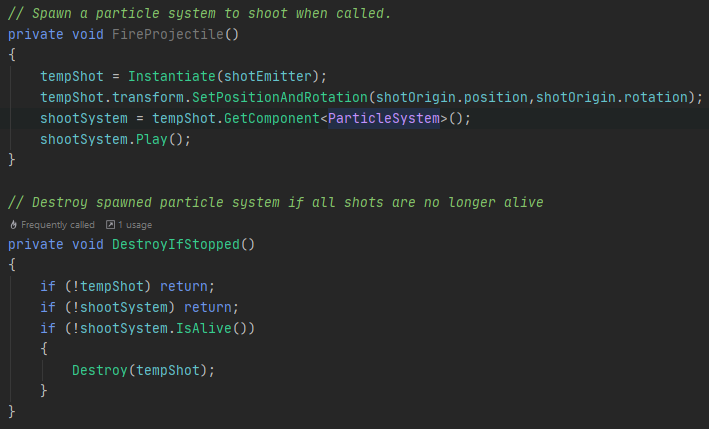 // Spawn a particle system to shoot when called.
private void FireProjectile()
{
    tempShot = Instantiate(shotEmitter);
    tempShot.transform.SetPositionAndRotation(shotOrigin.position,shotOrigin.rotation);
    shootSystem = tempShot.GetComponent<ParticleSystem>();
    shootSystem.Play();
}
// Destroy spawned particle system if all shots are no longer alive
Frequently called 1 usage
private void DestroyIfStopped()
{
    if (!tempShot) return;
    if (!shootSystem) return;
    if (!shootSystem.IsAlive())
    {
        Destroy(tempShot);
    }
}